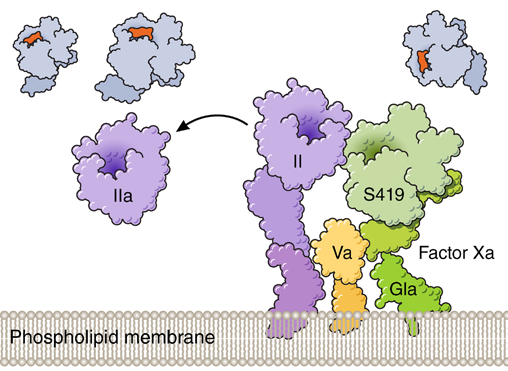 II
IIa
S419
Va
Factor Xa
Gla
Phospholipid membrane